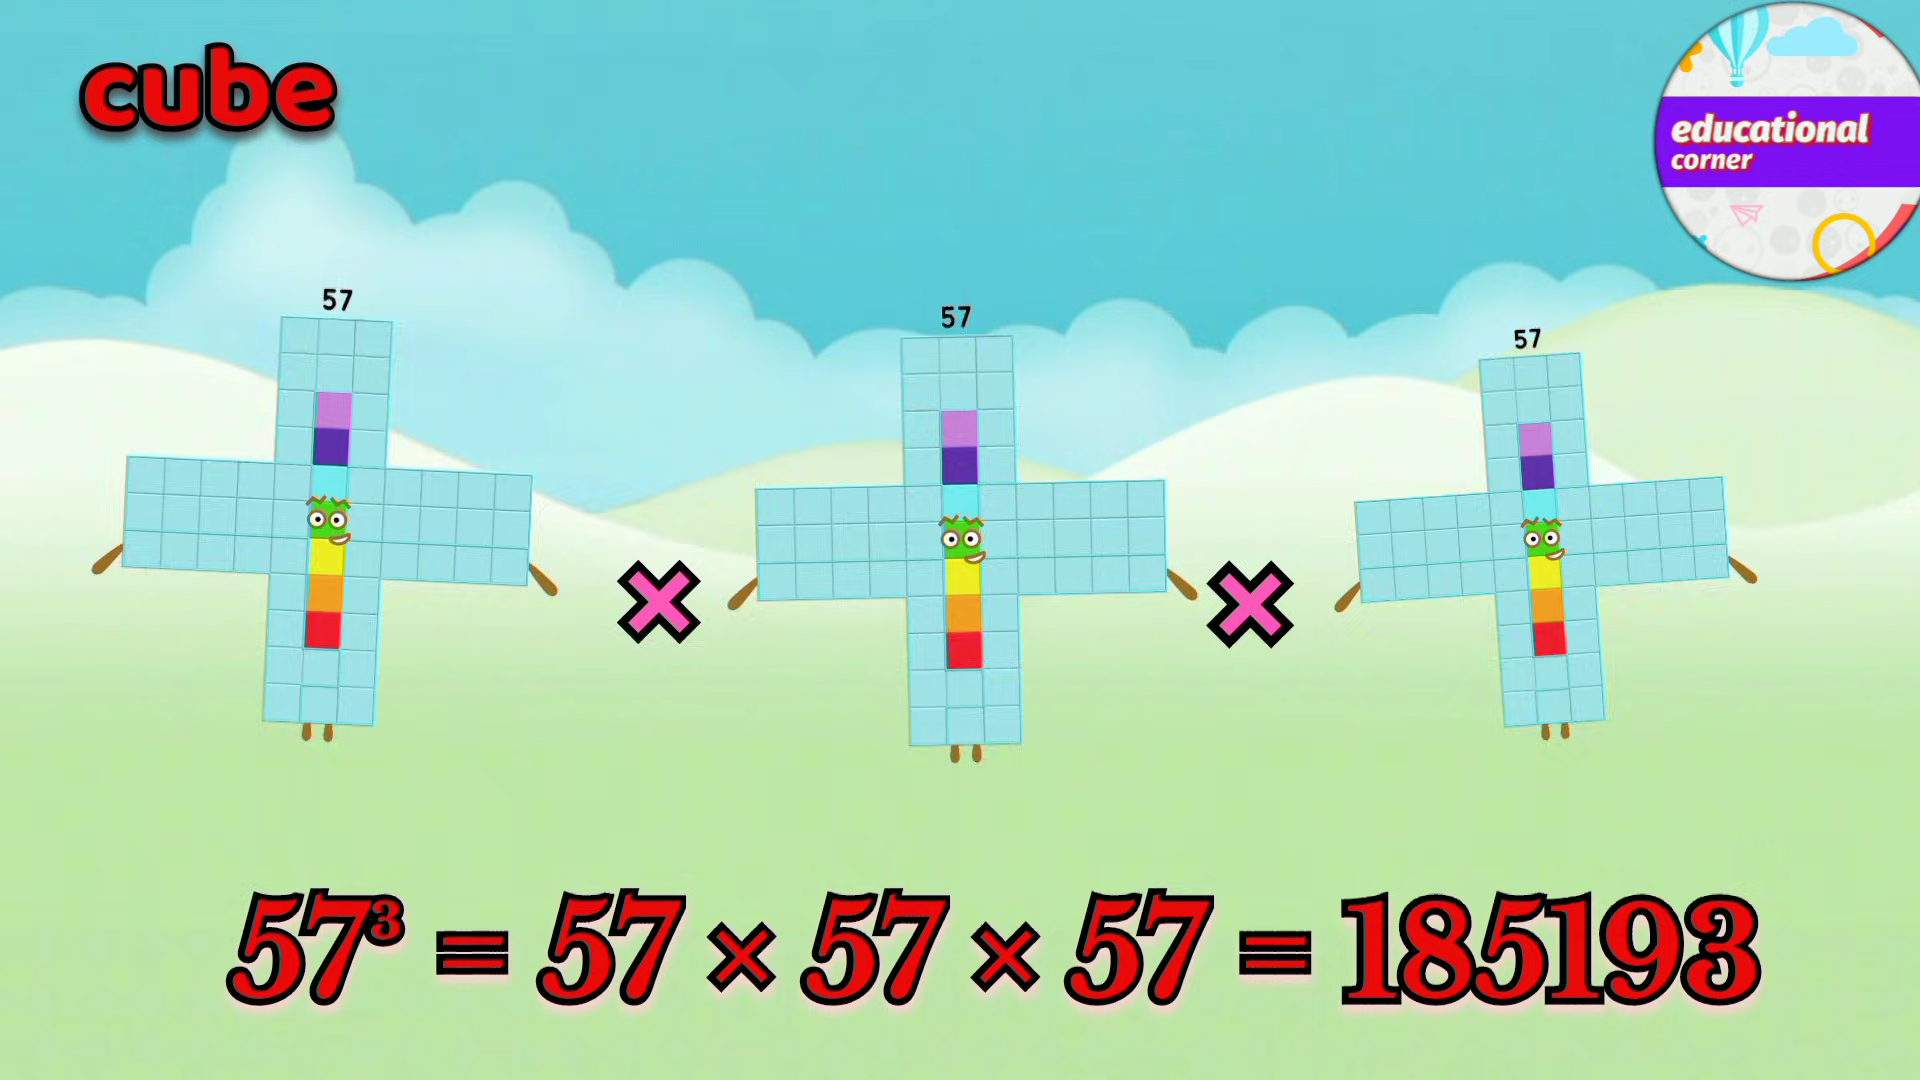 cube
educational
corner
57
57
57
57³ = 57 × 57 × 57 = 185193